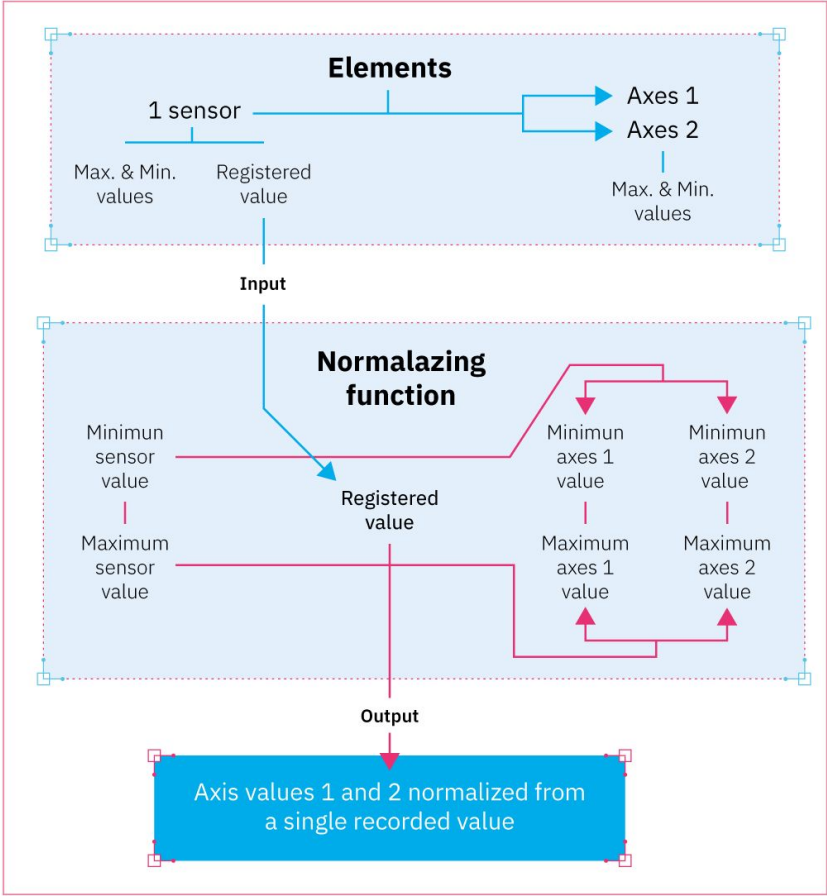 Elements
1 sensor
Axes 1
Axes 2
Max. & Min.
values
Registered
value
Max. & Min.
values
Input
Normalazing
function
Minimun
sensor
value
Minimun
axes 1
value
Minimun
axes 2
value
Registered
value
Maximum
sensor
value
Maximum
axes 1
value
Maximum
axes 2
value
Output
Axis values 1 and 2 normalized from
a single recorded value